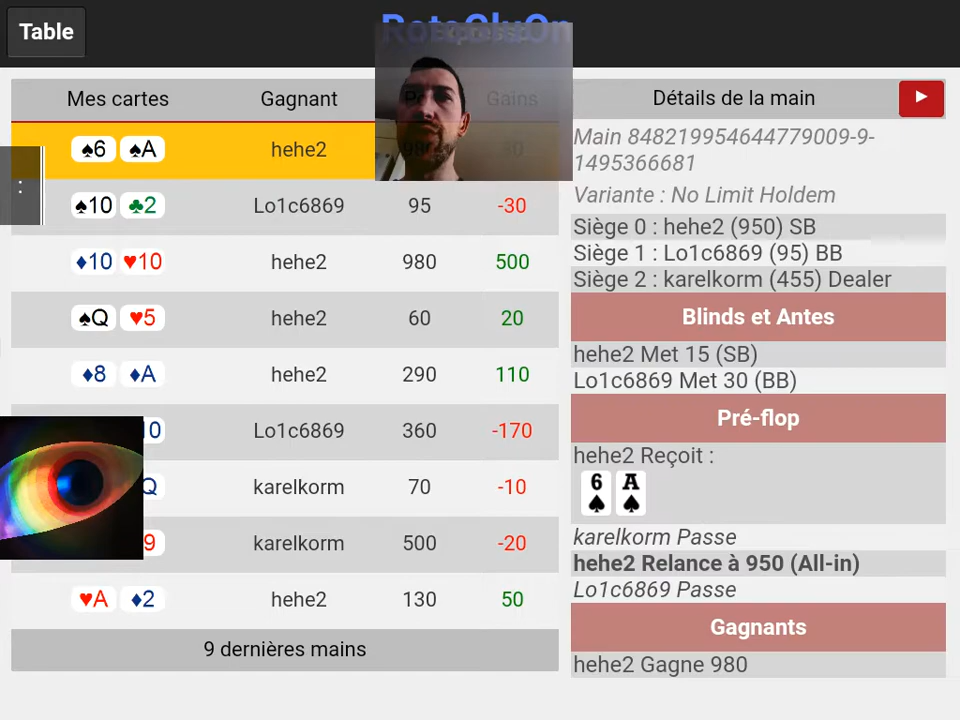 Table
Mes cartes Gagnant Gains
♠6 ♠A hehe2
♠10 ♣2 Lo1c6869 95 -30
♦10 ♥10 hehe2 980 500
♠Q ♥5 hehe2 60 20
♦8 ♦A hehe2 290 110
10 Lo1c6869 360 -170
Q karelkorm 70 -10
9 karelkorm 500 -20
♥A ♦2 hehe2 130 50
9 dernières mains
Détails de la main
Main 848219954644779009-9-
1495366681
Variante : No Limit Holdem
Siège 0 : hehe2 (950) SB
Siège 1 : Lo1c6869 (95) BB
Siège 2 : karelkorm (455) Dealer
Blinds et Antes
hehe2 Met 15 (SB)
Lo1c6869 Met 30 (BB)
Pré-flop
hehe2 Reçoit :
6 A
karelkorm Passe
hehe2 Relance à 950 (All-in)
Lo1c6869 Passe
Gagnants
hehe2 Gagne 980